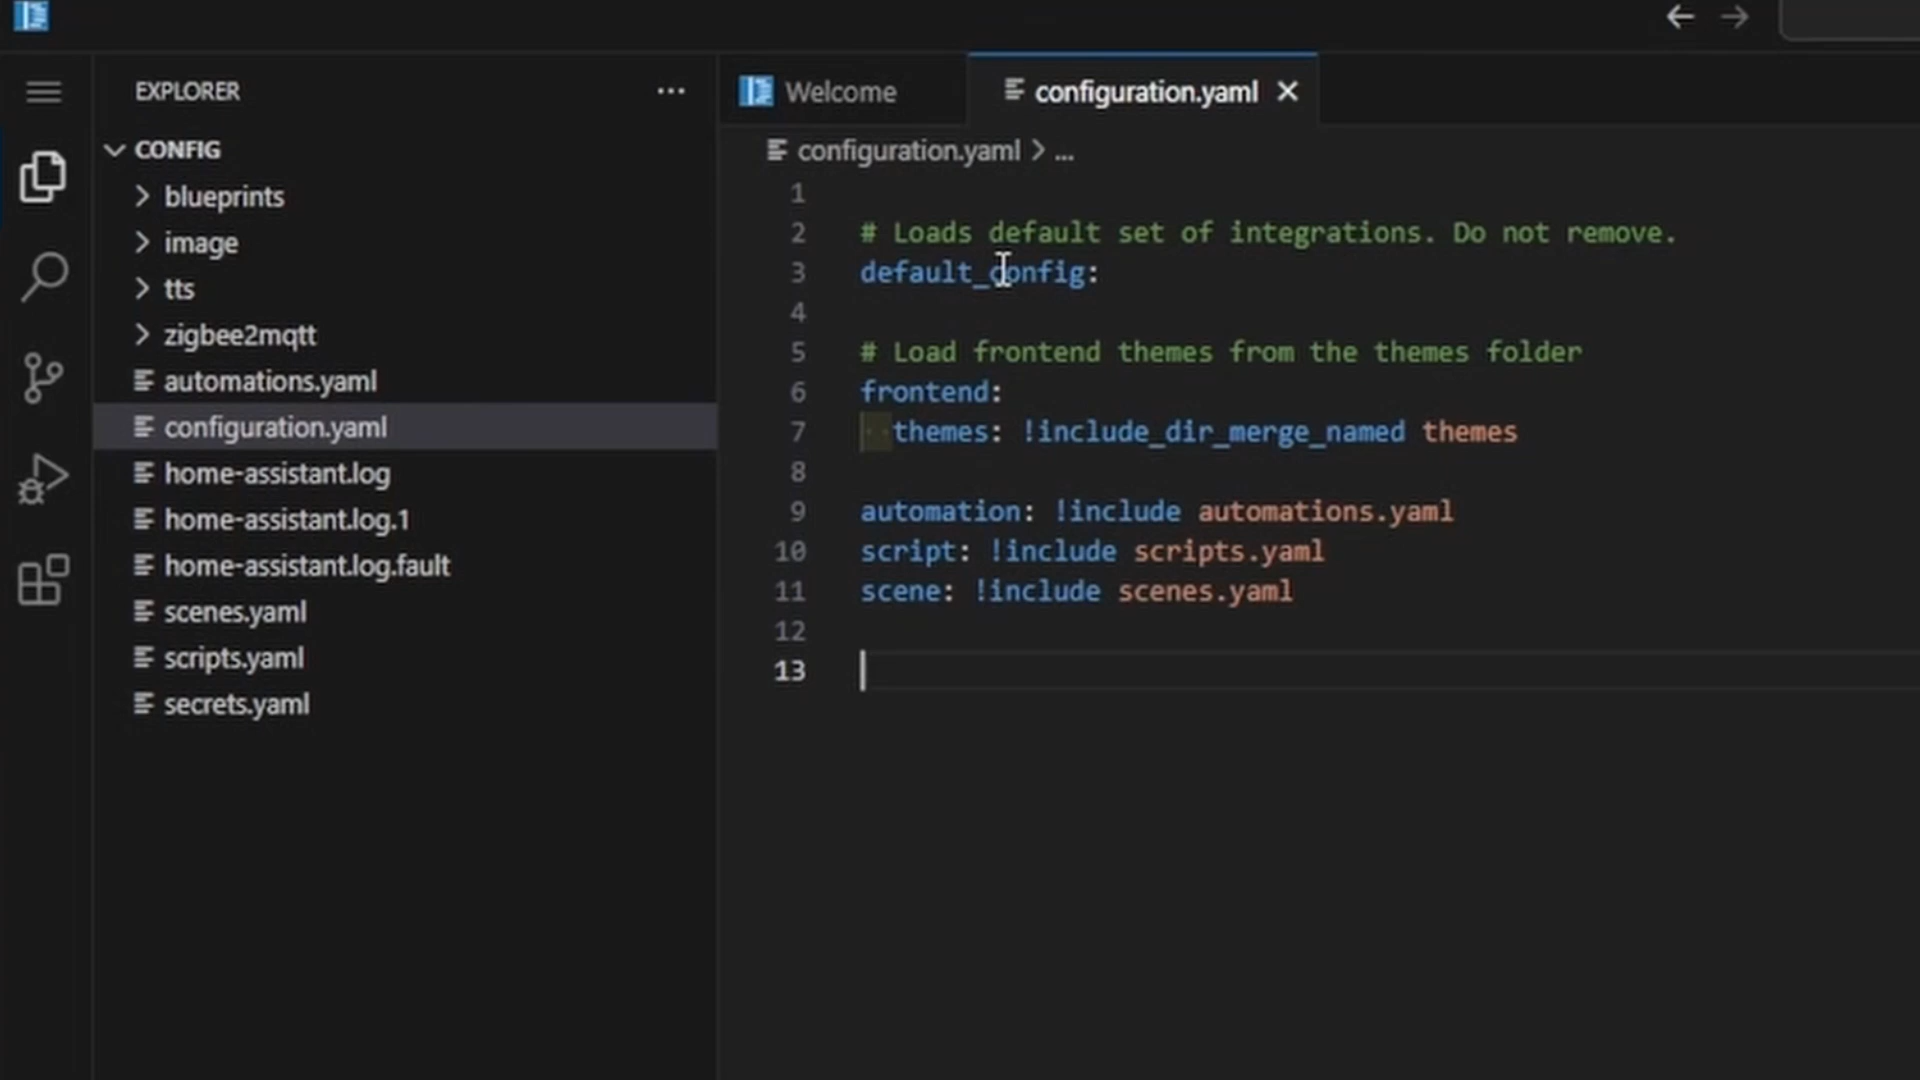 EXPLORER
...
CONFIG
blueprints
image
tts
zigbee2mqtt
automations.yaml
configuration.yaml
home-assistant.log
home-assistant.log.1
home-assistant.log.fault
scenes.yaml
scripts.yaml
secrets.yaml
Welcome
configuration.yaml
configuration.yaml > ...
1
2 # Loads default set of integrations. Do not remove.
3 default_config:
4
5 # Load frontend themes from the themes folder
6 frontend:
7   themes: !include_dir_merge_named themes
8
9 automation: !include automations.yaml
10 script: !include scripts.yaml
11 scene: !include scenes.yaml
12
13